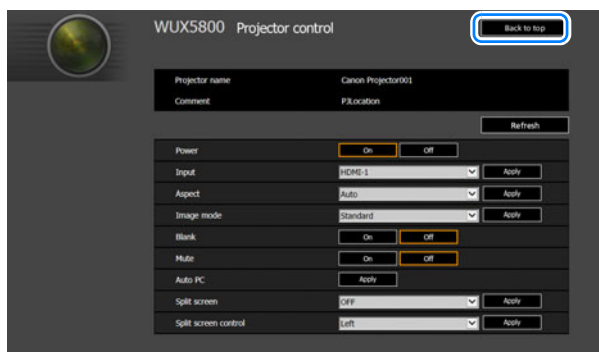 WUX5800 Projector control
Back to top
Projector name Canon Projector001
Comment PJLocation
Refresh
Power On Off
Input HDMI-1 Apply
Aspect Auto Apply
Image mode Standard Apply
Blank On Off
Mute On Off
Auto PC Apply
Split screen OFF Apply
Split screen control Left Apply